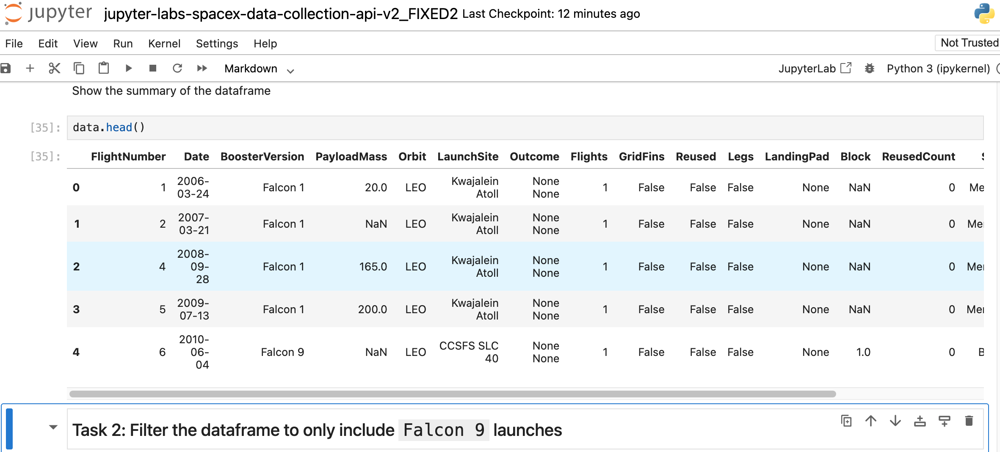 jupyter jupyter-labs-spacex-data-collection-api-v2_FIXED2 Last Checkpoint: 12 minutes ago
File Edit View Run Kernel Settings Help Not Trusted
Markdown JupyterLab Python 3 (ipykernel)
Show the summary of the dataframe
[35]: data.head()
[35]: FlightNumber Date BoosterVersion PayloadMass Orbit LaunchSite Outcome Flights GridFins Reused Legs LandingPad Block ReusedCount
0 1 2006-03-24 Falcon 1 20.0 LEO Kwajalein Atoll None None 1 False False False None NaN 0 Me
1 2 2007-03-21 Falcon 1 NaN LEO Kwajalein Atoll None None 1 False False False None NaN 0 Me
2 4 2008-09-28 Falcon 1 165.0 LEO Kwajalein Atoll None None 1 False False False None NaN 0 Me
3 5 2009-07-13 Falcon 1 200.0 LEO Kwajalein Atoll None None 1 False False False None NaN 0 Me
4 6 2010-06-04 Falcon 9 NaN LEO CCSFS SLC 40 None None 1 False False False None 1.0 0 B
Task 2: Filter the dataframe to only include Falcon 9 launches